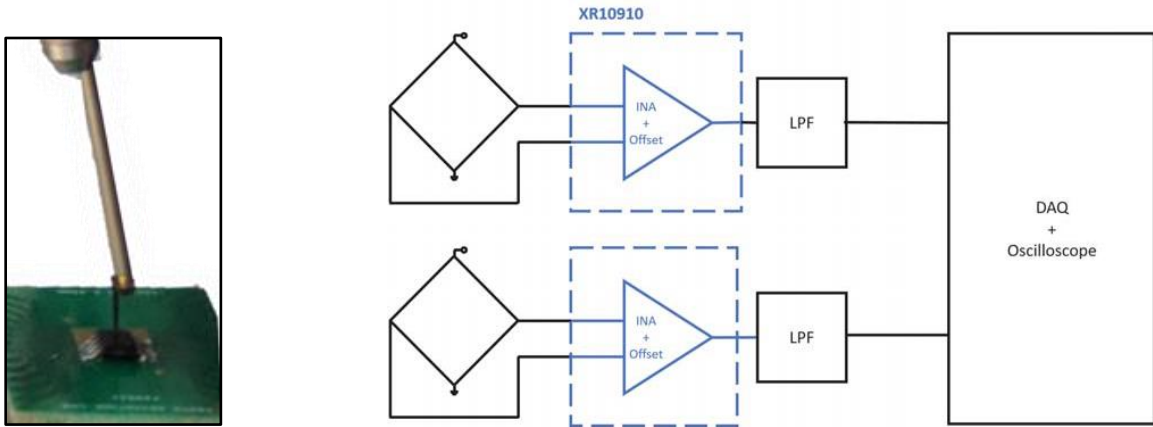 XR10910
INA
+
Offset
LPF
DAQ
+
Oscilloscope
INA
+
Offset
LPF